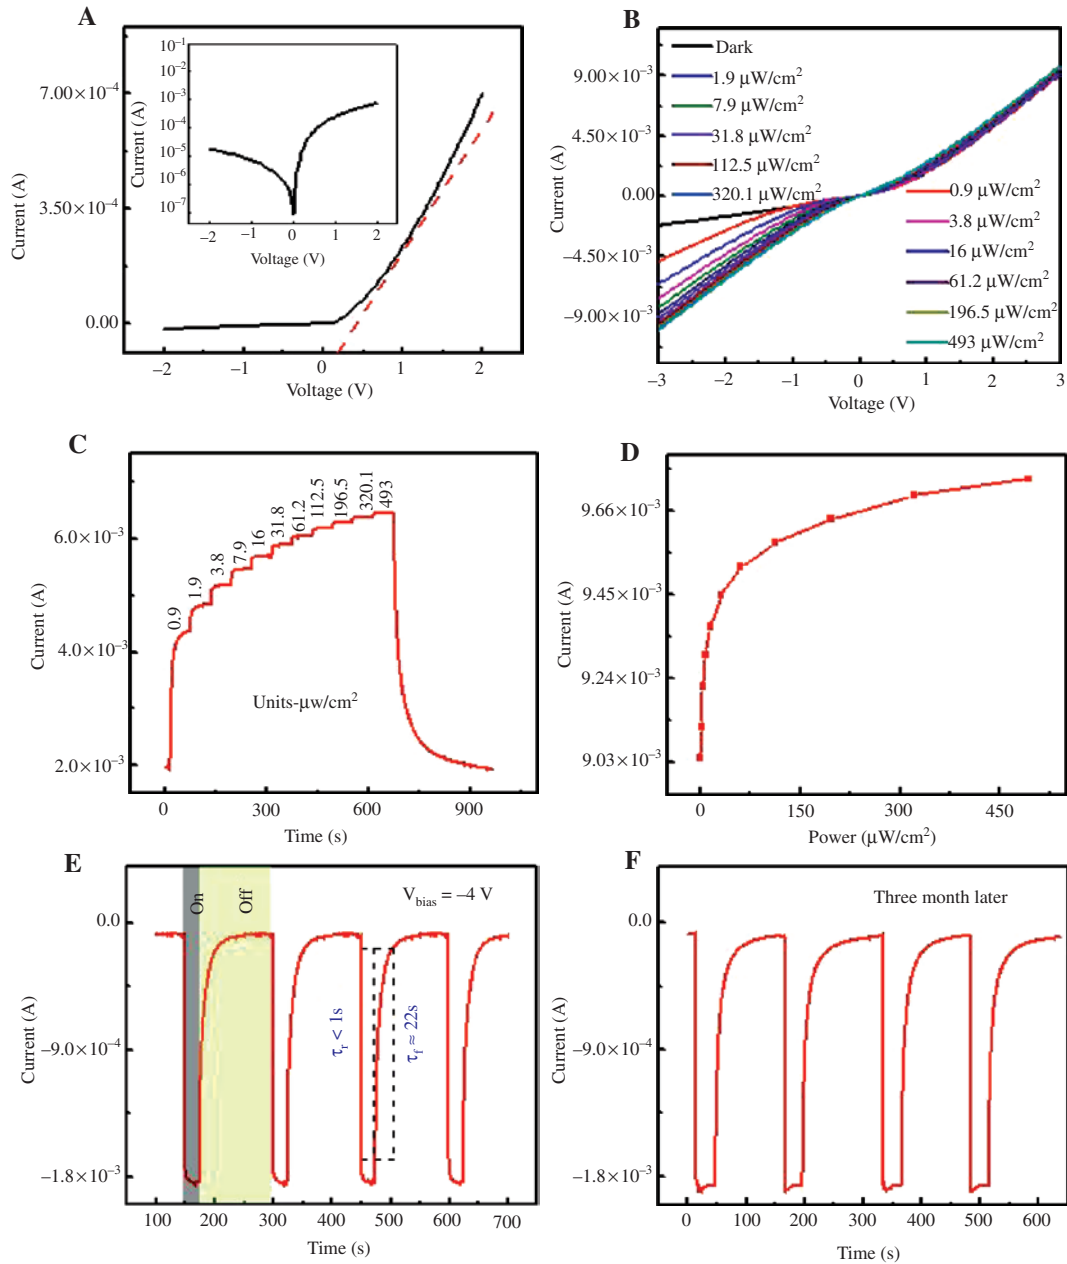 A
Current (A)
7.00×10⁻⁴
3.50×10⁻⁴
0.00
−2
−1
0
1
2
Voltage (V)
Current (A)
10⁻¹
10⁻²
10⁻³
10⁻⁴
10⁻⁵
10⁻⁶
10⁻⁷
−2
−1
0
1
2
Voltage (V)
B
Current (A)
9.00×10⁻³
4.50×10⁻³
0.00
−4.50×10⁻³
−9.00×10⁻³
Dark
1.9 μW/cm²
7.9 μW/cm²
31.8 μW/cm²
112.5 μW/cm²
320.1 μW/cm²
0.9 μW/cm²
3.8 μW/cm²
16 μW/cm²
61.2 μW/cm²
196.5 μW/cm²
493 μW/cm²
−3
−2
−1
0
1
2
3
Voltage (V)
C
Current (A)
6.0×10⁻³
4.0×10⁻³
2.0×10⁻³
0.9
1.9
3.8
7.9
16
31.8
61.2
112.5
196.5
320.1
493
Units-μw/cm²
0
300
600
900
Time (s)
D
Current (A)
9.66×10⁻³
9.45×10⁻³
9.24×10⁻³
9.03×10⁻³
0
150
300
450
Power (μW/cm²)
E
Current (A)
0.0
−9.0×10⁻⁴
−1.8×10⁻³
On
Off
V_bias = −4 V
τ_r < 1s
τ_f ≈ 22s
100
200
300
400
500
600
700
Time (s)
F
Current (A)
0.0
−9.0×10⁻⁴
−1.8×10⁻³
Three month later
0
100
200
300
400
500
600
Time (s)